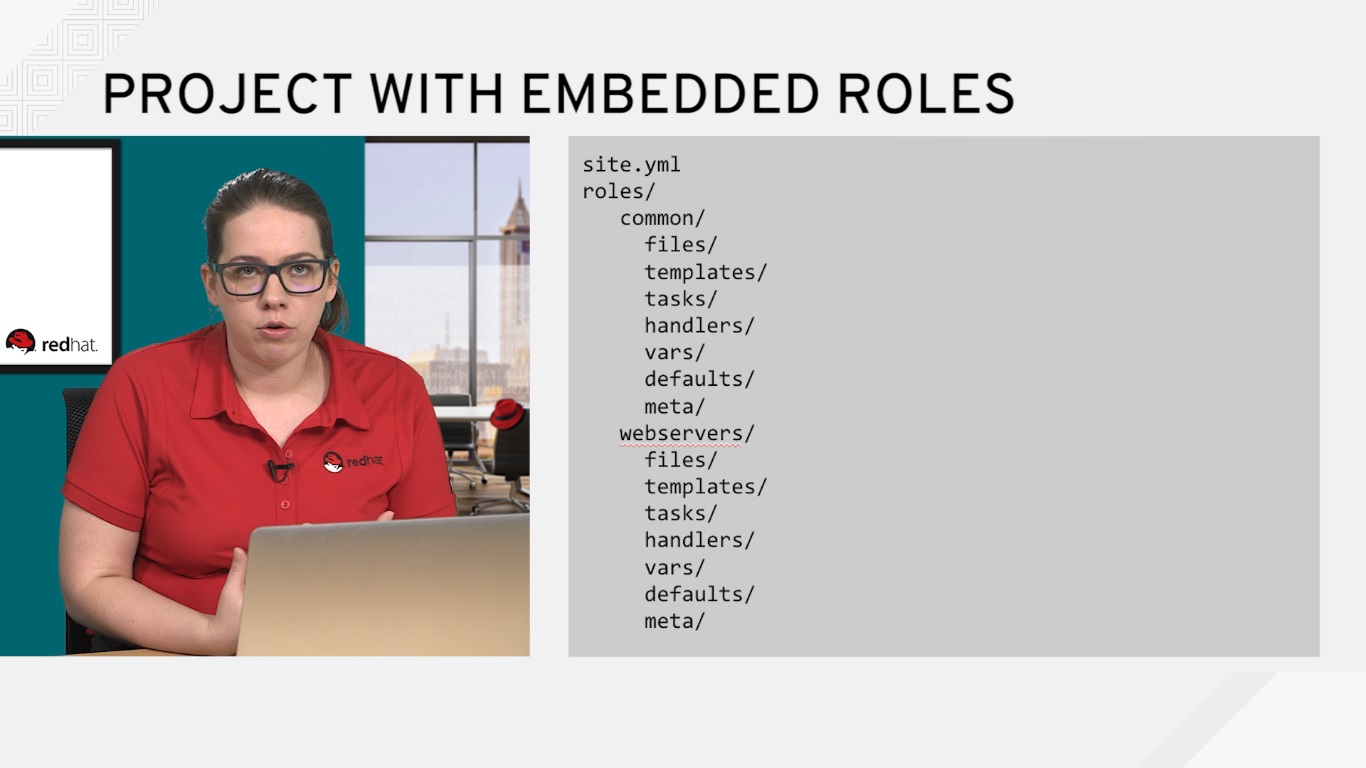 PROJECT WITH EMBEDDED ROLES
redhat.
redhat.
site.yml
roles/
common/
files/
templates/
tasks/
handlers/
vars/
defaults/
meta/
webservers/
files/
templates/
tasks/
handlers/
vars/
defaults/
meta/